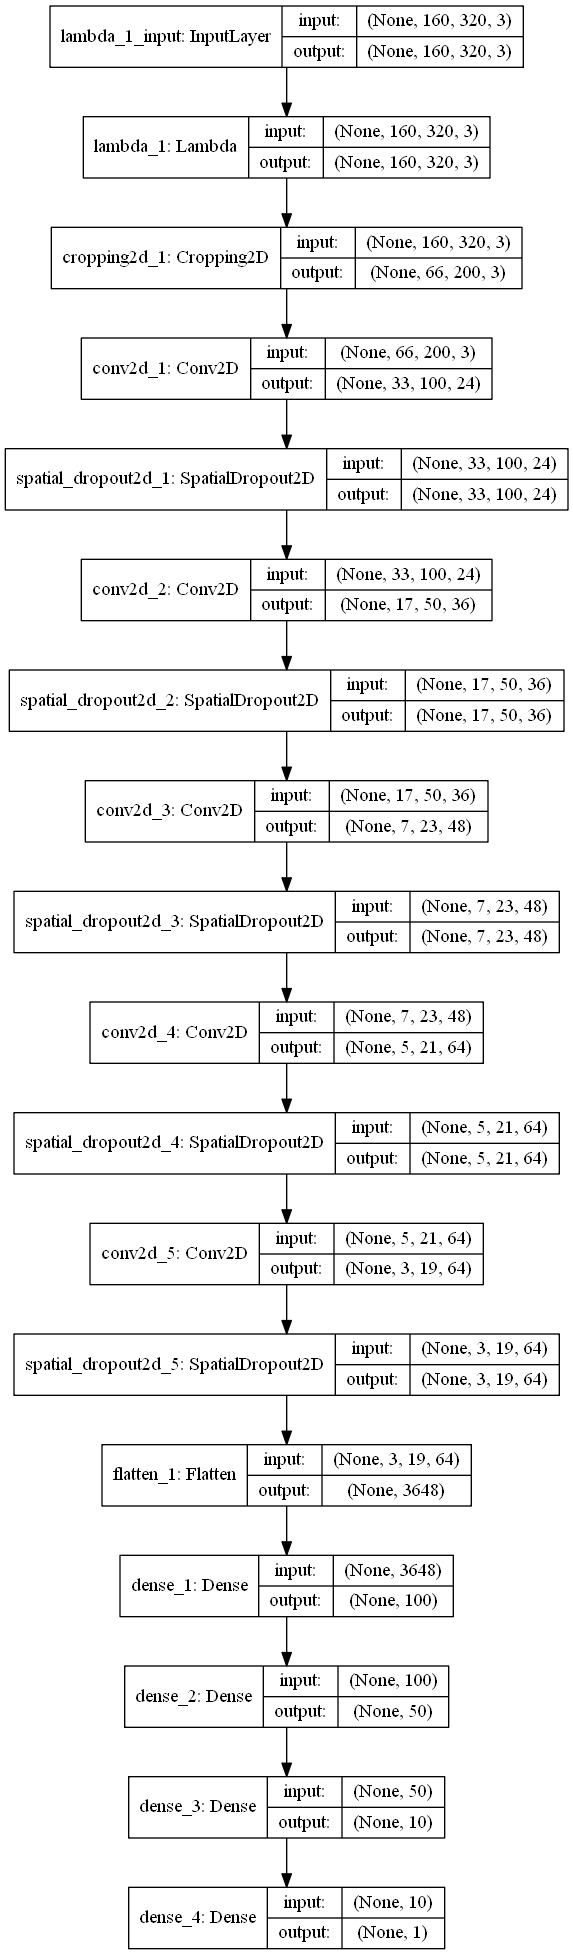 lambda_1_input: InputLayer
input: (None, 160, 320, 3)
output: (None, 160, 320, 3)
lambda_1: Lambda
input: (None, 160, 320, 3)
output: (None, 160, 320, 3)
cropping2d_1: Cropping2D
input: (None, 160, 320, 3)
output: (None, 66, 200, 3)
conv2d_1: Conv2D
input: (None, 66, 200, 3)
output: (None, 33, 100, 24)
spatial_dropout2d_1: SpatialDropout2D
input: (None, 33, 100, 24)
output: (None, 33, 100, 24)
conv2d_2: Conv2D
input: (None, 33, 100, 24)
output: (None, 17, 50, 36)
spatial_dropout2d_2: SpatialDropout2D
input: (None, 17, 50, 36)
output: (None, 17, 50, 36)
conv2d_3: Conv2D
input: (None, 17, 50, 36)
output: (None, 7, 23, 48)
spatial_dropout2d_3: SpatialDropout2D
input: (None, 7, 23, 48)
output: (None, 7, 23, 48)
conv2d_4: Conv2D
input: (None, 7, 23, 48)
output: (None, 5, 21, 64)
spatial_dropout2d_4: SpatialDropout2D
input: (None, 5, 21, 64)
output: (None, 5, 21, 64)
conv2d_5: Conv2D
input: (None, 5, 21, 64)
output: (None, 3, 19, 64)
spatial_dropout2d_5: SpatialDropout2D
input: (None, 3, 19, 64)
output: (None, 3, 19, 64)
flatten_1: Flatten
input: (None, 3, 19, 64)
output: (None, 3648)
dense_1: Dense
input: (None, 3648)
output: (None, 100)
dense_2: Dense
input: (None, 100)
output: (None, 50)
dense_3: Dense
input: (None, 50)
output: (None, 10)
dense_4: Dense
input: (None, 10)
output: (None, 1)